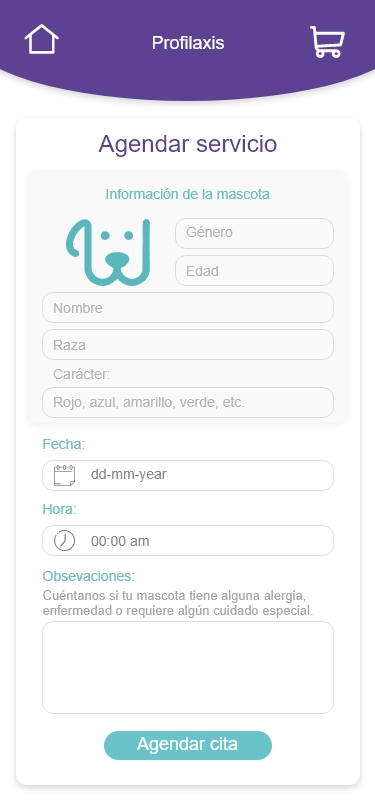 Profilaxis
Agendar servicio
Información de la mascota
Género
Edad
Nombre
Raza
Carácter:
Rojo, azul, amarillo, verde, etc.
Fecha:
dd-mm-year
Hora:
00:00 am
Obsevaciones:
Cuéntanos si tu mascota tiene alguna alergia,
enfermedad o requiere algún cuidado especial.
Agendar cita